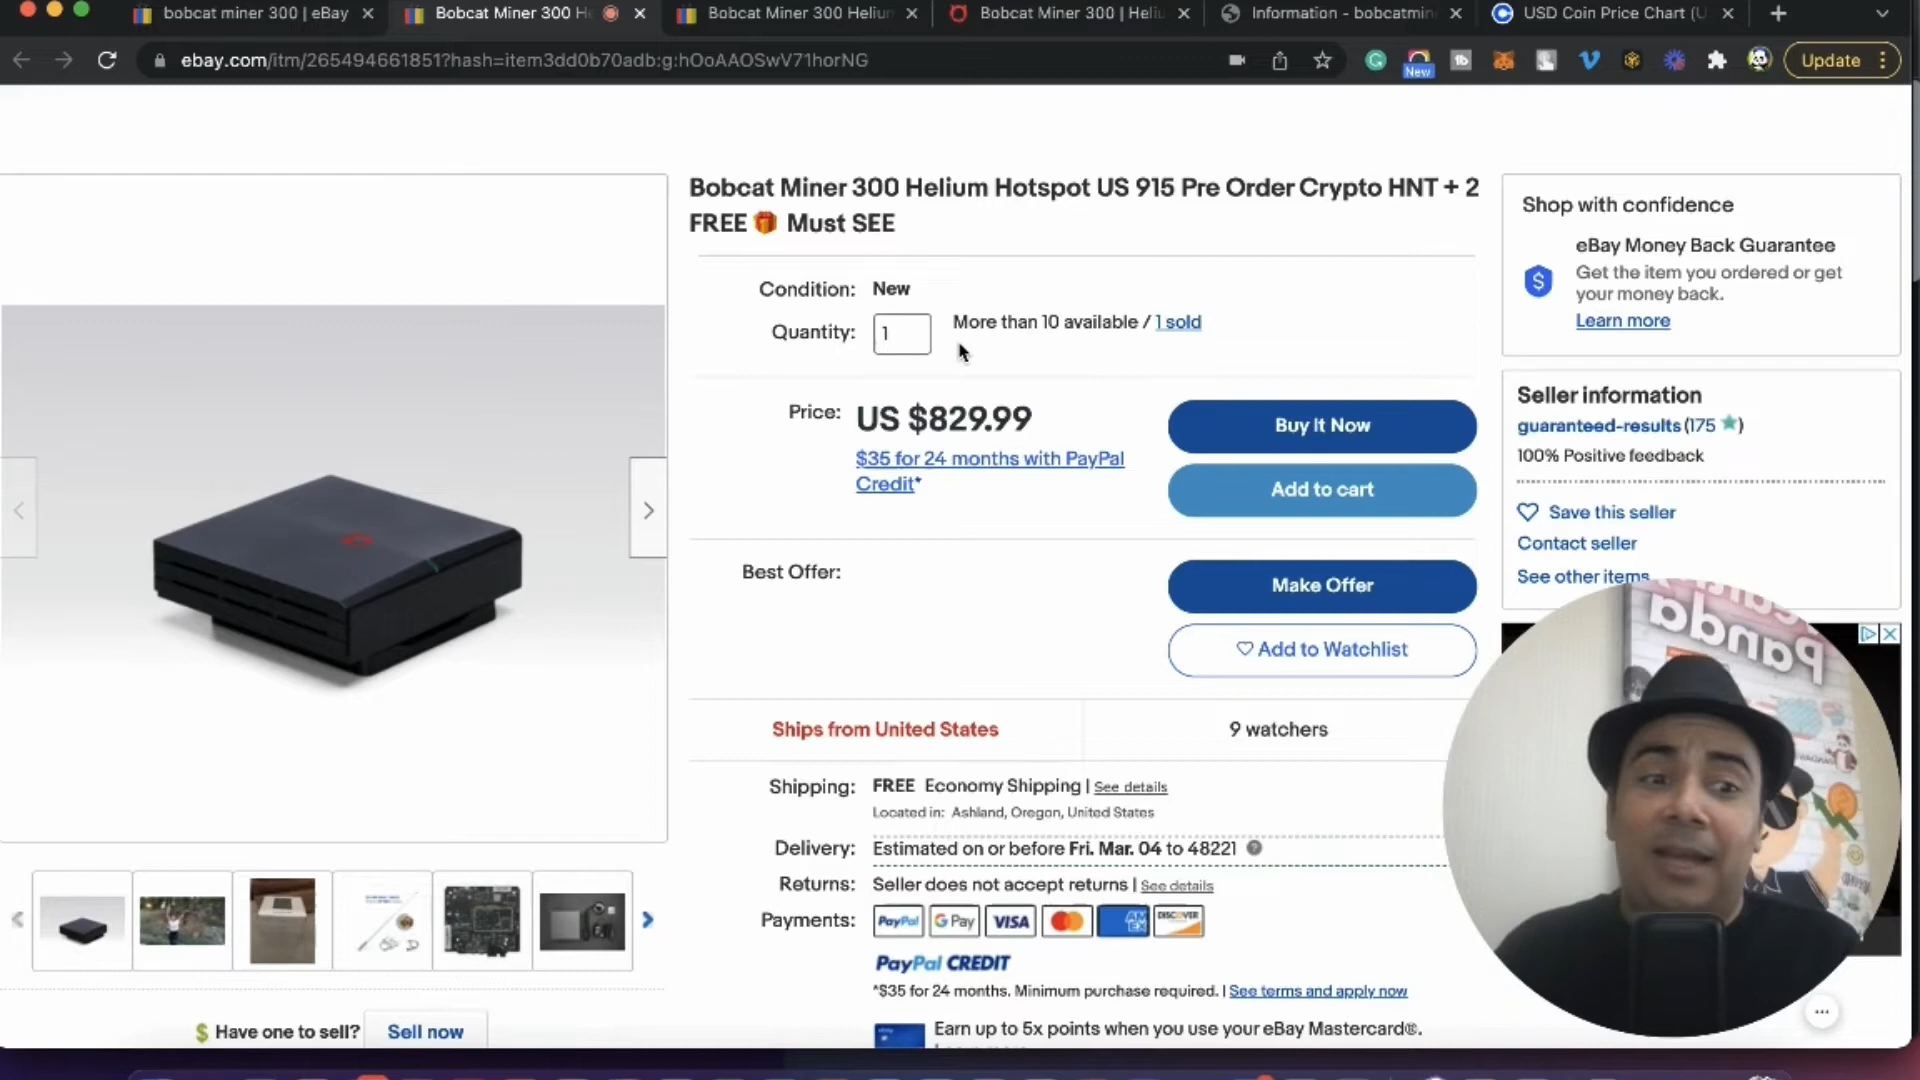 bobcat miner 300 | eBay
Bobcat Miner 300 H
Bobcat Miner 300 Helium
Bobcat Miner 300 | Heliu
Information - bobcatmin
USD Coin Price Chart (U
ebay.com/itm/265494661851?hash=item3dd0b70adb:g:hOoAAOSwV71horNG
New
Update
Bobcat Miner 300 Helium Hotspot US 915 Pre Order Crypto HNT + 2
FREE 🎁 Must SEE
Condition: New
Quantity: 1 More than 10 available / 1 sold
Price: US $829.99
$35 for 24 months with PayPal
Credit*
Buy It Now
Add to cart
Best Offer:
Make Offer
Add to Watchlist
Ships from United States
9 watchers
Shipping: FREE Economy Shipping | See details
Located in: Ashland, Oregon, United States
Delivery: Estimated on or before Fri. Mar. 04 to 48221
Returns: Seller does not accept returns | See details
Payments: PayPal G Pay VISA AM EX DISCOVER
PayPal CREDIT
*$35 for 24 months. Minimum purchase required. | See terms and apply now
Earn up to 5x points when you use your eBay Mastercard®.
Have one to sell? Sell now
Shop with confidence
eBay Money Back Guarantee
Get the item you ordered or get
your money back.
Learn more
Seller information
guaranteed-results (175 ★)
100% Positive feedback
Save this seller
Contact seller
See other items
Panda